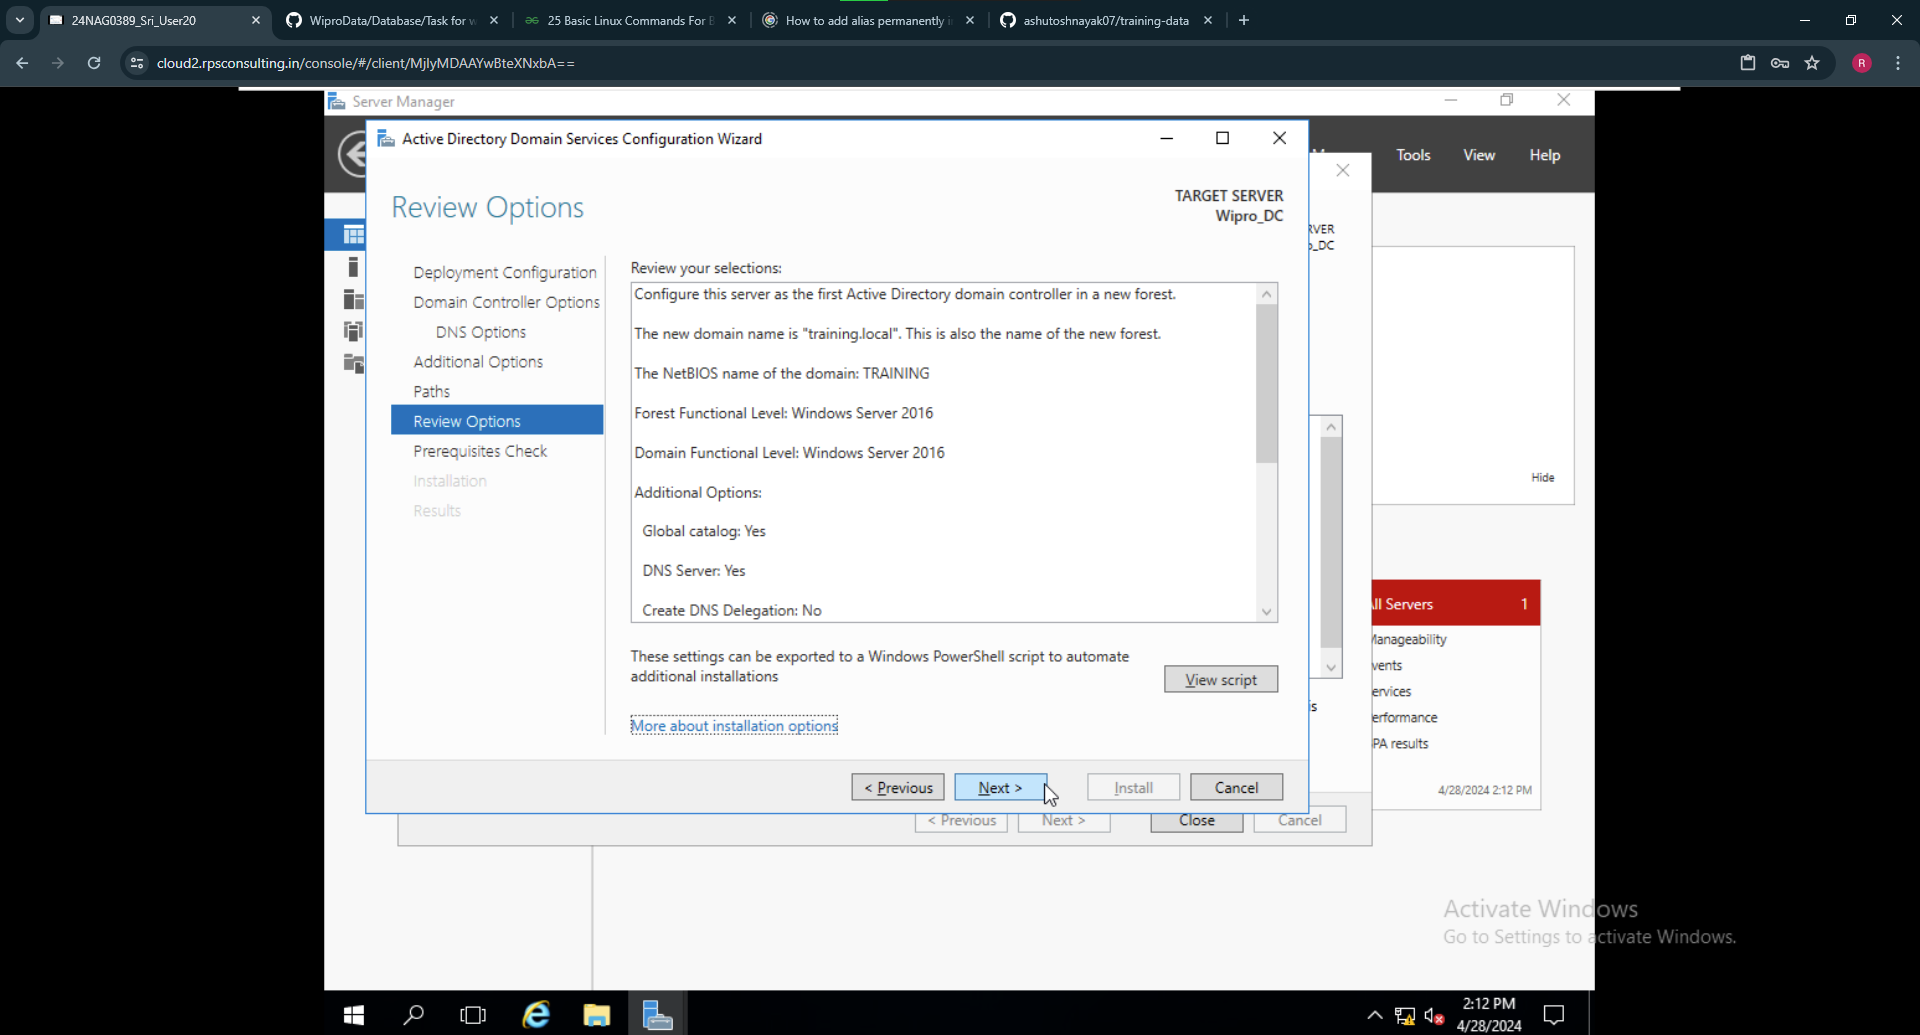 24NAG0389_Sri_User20
WiproData/Database/Task for w
25 Basic Linux Commands For B
How to add alias permanently i
ashutoshnayak07/training-data
cloud2.rpsconsulting.in/console/#/client/MjIyMDAAYwBteXNxbA==
R
Server Manager
Tools
View
Help
Active Directory Domain Services Configuration Wizard
Review Options
TARGET SERVER
Wipro_DC
Deployment Configuration
Domain Controller Options
DNS Options
Additional Options
Paths
Review Options
Prerequisites Check
Installation
Results
Review your selections:
Configure this server as the first Active Directory domain controller in a new forest.
The new domain name is "training.local". This is also the name of the new forest.
The NetBIOS name of the domain: TRAINING
Forest Functional Level: Windows Server 2016
Domain Functional Level: Windows Server 2016
Additional Options:
Global catalog: Yes
DNS Server: Yes
Create DNS Delegation: No
These settings can be exported to a Windows PowerShell script to automate
additional installations
View script
More about installation options
< Previous
Next >
Install
Cancel
RVER
_DC
is
< Previous
Next >
Close
Cancel
Hide
ll Servers
1
anageability
vents
ervices
erformance
PA results
4/28/2024 2:12 PM
Activate Windows
Go to Settings to activate Windows.
2:12 PM
4/28/2024